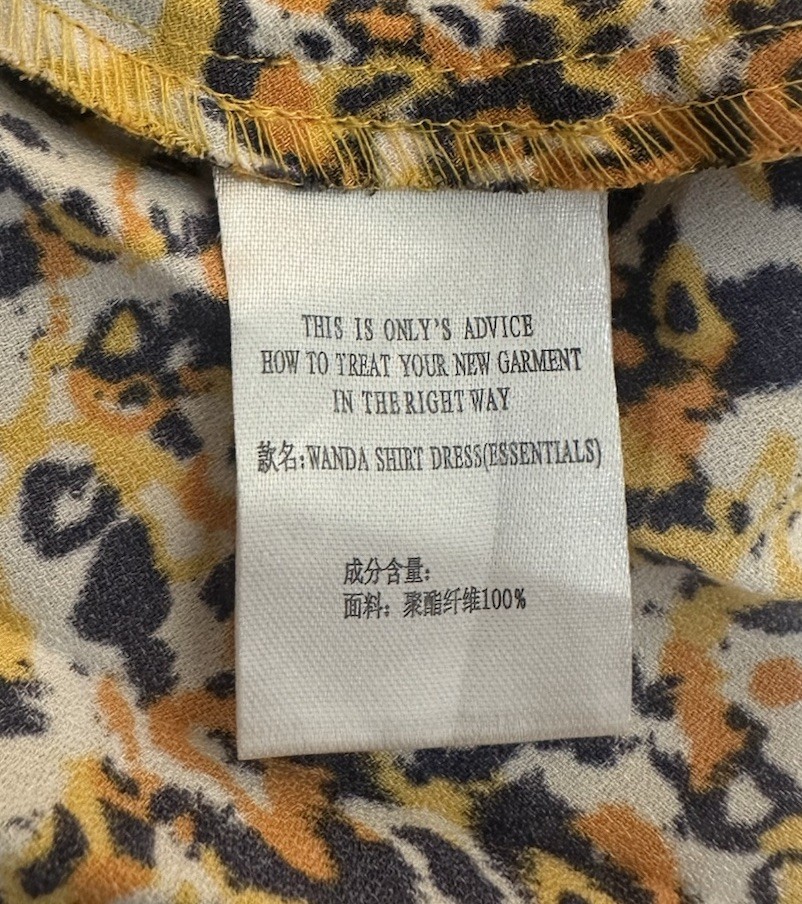 THIS IS ONLY'S ADVICE
HOW TO TREAT YOUR NEW GARMENT
IN THE RIGHT WAY
款名:WANDA SHIRT DRESS(ESSENTIALS)
成分含量:
面料: 聚酯纤维100%